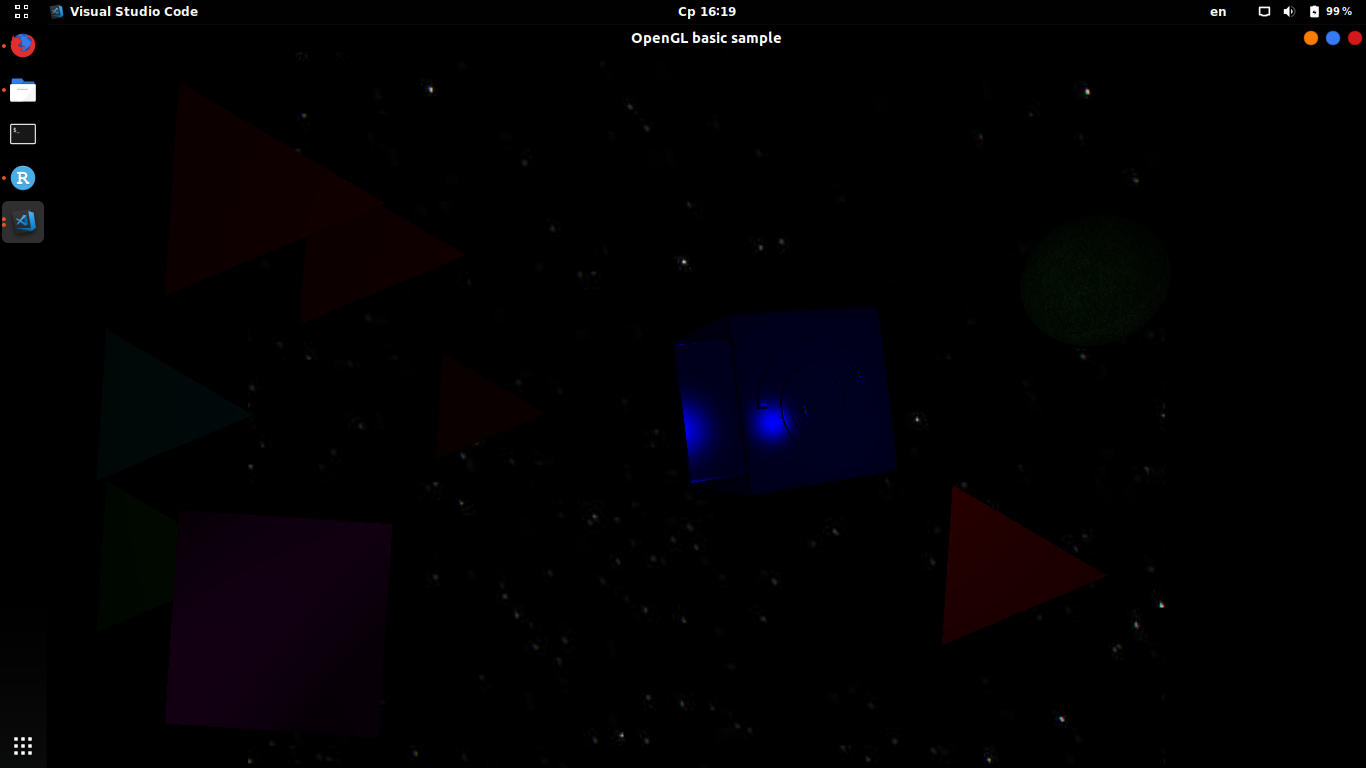 Visual Studio Code
Ср 16:19
en
99 %
OpenGL basic sample
$_
R